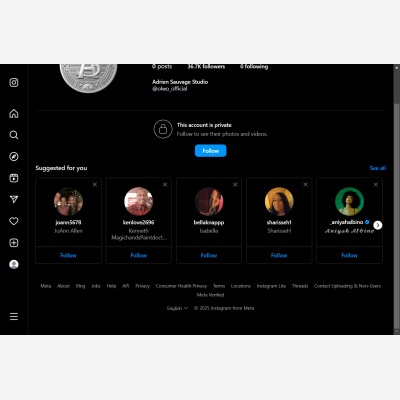 0 posts 36.7K followers 0 following
Adrien Sauvage Studio
@olwo_official
This account is private
Follow to see their photos and videos.
Follow
Suggested for you See all
joann5678 kenlove2696 bellaknappp sharisseh1 _aniyahalbino
JoAnn Allen Kenneth Isabella SharisseH Aniyah Albino
MagichandsPaintdoct...
Follow Follow Follow Follow Follow
Meta About Blog Jobs Help API Privacy Consumer Health Privacy Terms Locations Instagram Lite Threads Contact Uploading & Non-Users
Meta Verified
English © 2025 Instagram from Meta